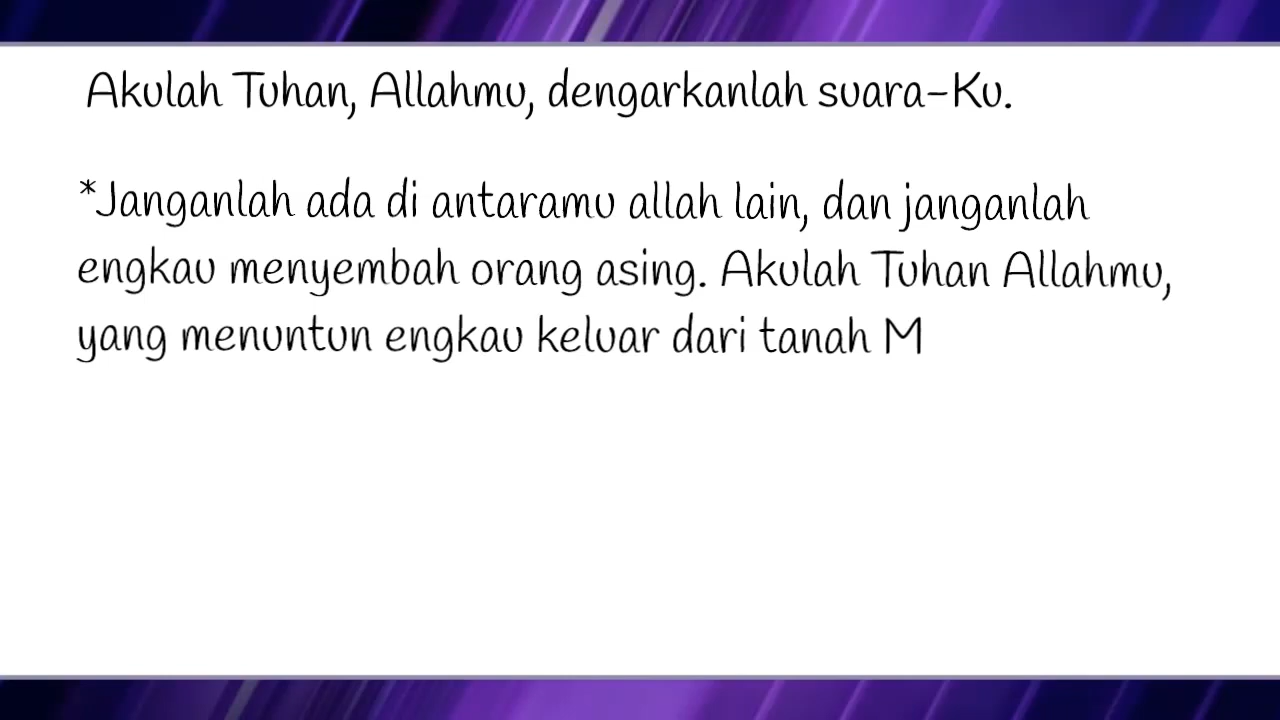 Akulah Tuhan, Allahmu, dengarkanlah suara-Ku.
*Janganlah ada di antaramu allah lain, dan janganlah
engkau menyembah orang asing. Akulah Tuhan Allahmu,
yang menuntun engkau keluar dari tanah M